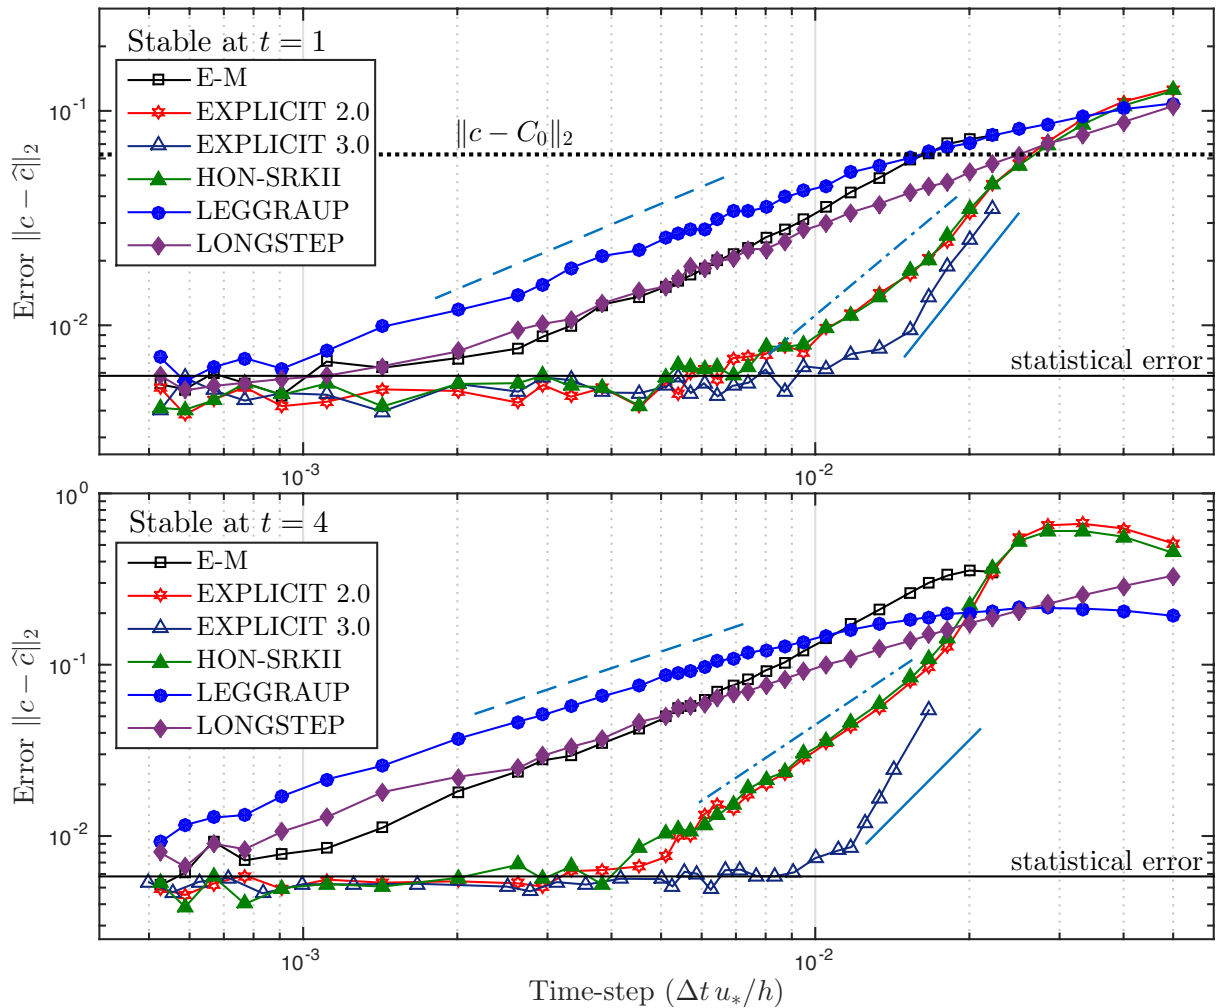 Stable at t = 1
E-M
EXPLICIT 2.0
EXPLICIT 3.0
HON-SRKII
LEGGRAUP
LONGSTEP
‖c − C₀‖₂
statistical error
Error ‖c − ĉ‖₂
10⁻¹
10⁻²
10⁻³
10⁻²
Stable at t = 4
E-M
EXPLICIT 2.0
EXPLICIT 3.0
HON-SRKII
LEGGRAUP
LONGSTEP
statistical error
Error ‖c − ĉ‖₂
10⁰
10⁻¹
10⁻²
10⁻³
10⁻²
Time-step (Δt u∗/h)